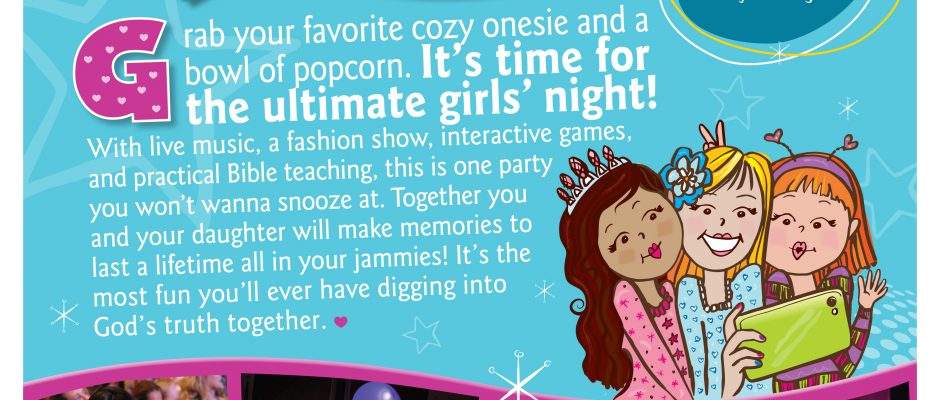 Grab your favorite cozy onesie and a
bowl of popcorn. It's time for
the ultimate girls' night!
With live music, a fashion show, interactive games,
and practical Bible teaching, this is one party
you won't wanna snooze at. Together you
and your daughter will make memories to
last a lifetime all in your jammies! It's the
most fun you'll ever have digging into
God's truth together.